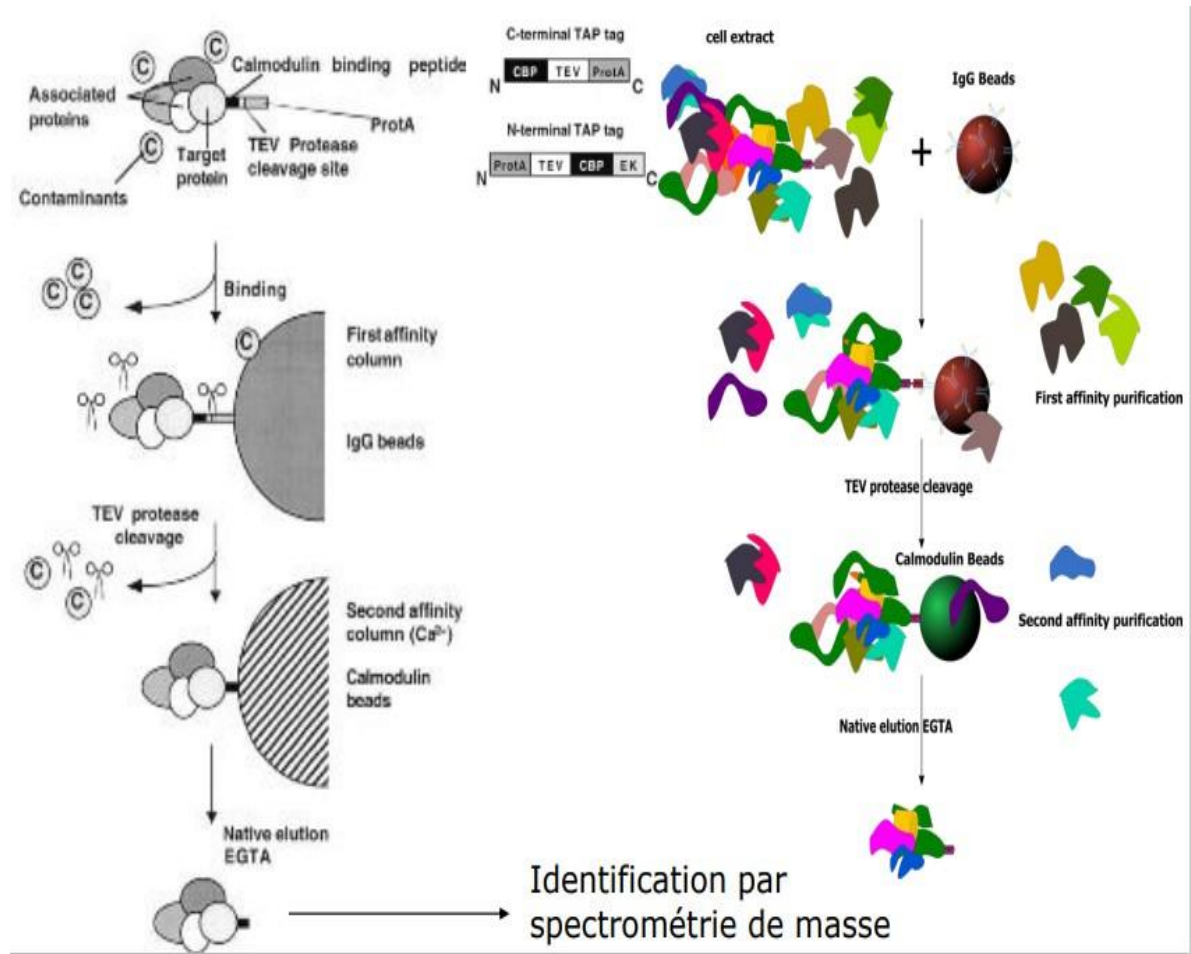 C
C
Calmodulin binding peptide
Associated
proteins
ProtA
C
Target
protein
TEV Protease
cleavage site
Contaminants
C-terminal TAP tag
CBP TEV ProtA
N C
N-terminal TAP tag
ProtA TEV CBP EK
N C
cell extract
IgG Beads
+
C
C
C
Binding
C
First affinity
column
IgG beads
TEV protease
cleavage
C
C
Second affinity
column (Ca²⁺)
Calmodulin
beads
Native elution
EGTA
First affinity purification
TEV protease cleavage
Calmodulin Beads
Second affinity purification
Native elution EGTA
Identification par
spectrométrie de masse